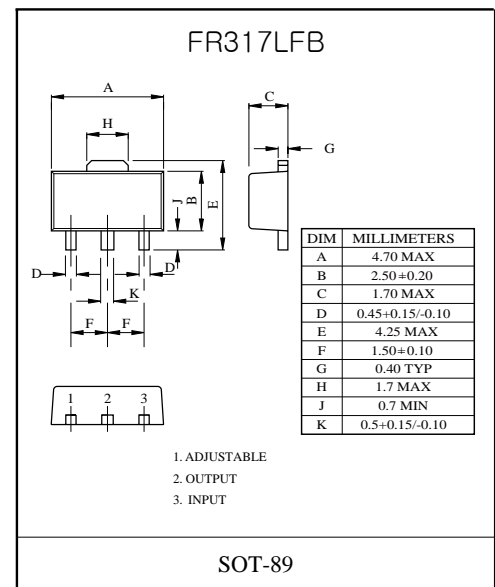 FR317LFB
A
H
C
G
J
B
E
D
D
K
F
F
DIM MILLIMETERS
A 4.70 MAX
B 2.50±0.20
C 1.70 MAX
D 0.45+0.15/-0.10
E 4.25 MAX
F 1.50±0.10
G 0.40 TYP
H 1.7 MAX
J 0.7 MIN
K 0.5+0.15/-0.10
1 2 3
1. ADJUSTABLE
2. OUTPUT
3. INPUT
SOT-89